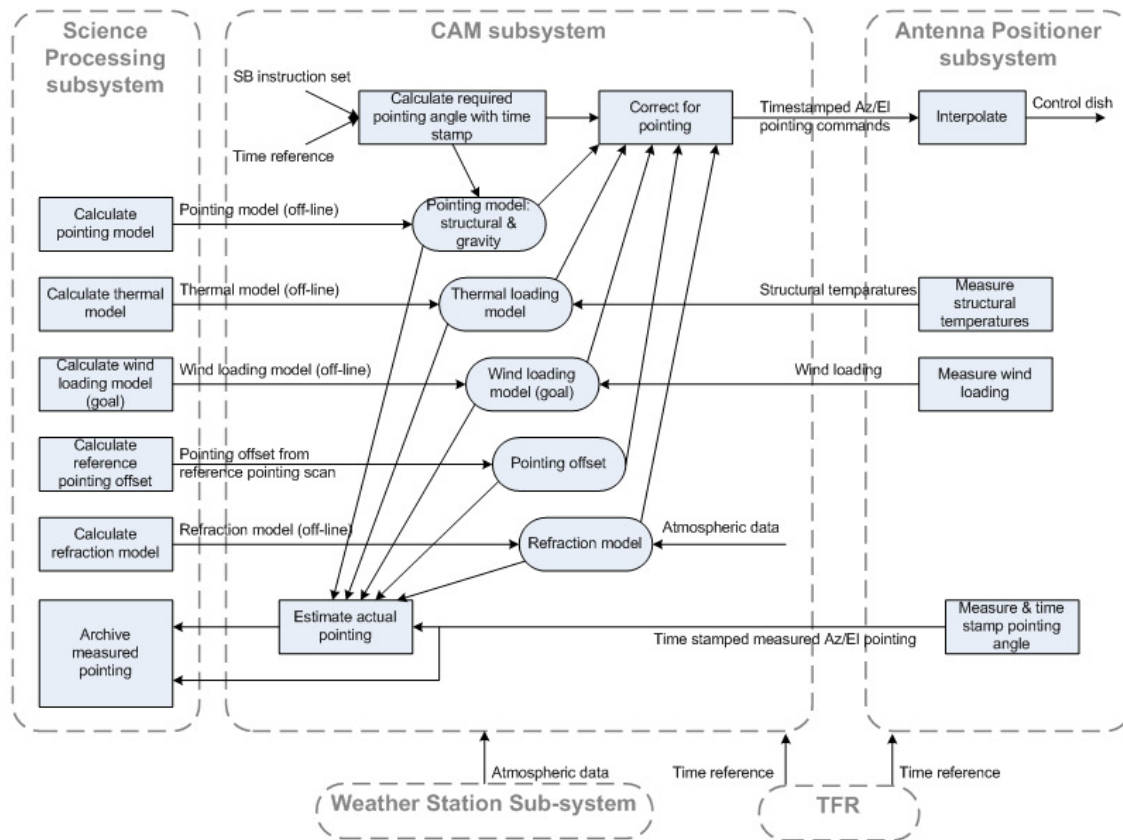 Science
Processing
subsystem
CAM subsystem
Antenna Positioner
subsystem
SB instruction set
Time reference
Calculate required
pointing angle with time
stamp
Correct for
pointing
Timestamped Az/El
pointing commands
Interpolate
Control dish
Calculate
pointing model
Pointing model (off-line)
Pointing model:
structural &
gravity
Calculate thermal
model
Thermal model (off-line)
Thermal loading
model
Structural temparatures
Measure
structural
temperatures
Calculate wind
loading model
(goal)
Wind loading model (off-line)
Wind loading
model (goal)
Wind loading
Measure wind
loading
Calculate
reference
pointing offset
Pointing offset from
reference pointing scan
Pointing offset
Calculate
refraction model
Refraction model (off-line)
Refraction model
Atmospheric data
Archive
measured
pointing
Estimate actual
pointing
Time stamped measured Az/El pointing
Measure & time
stamp pointing
angle
Atmospheric data
Time reference
Time reference
Weather Station Sub-system
TFR